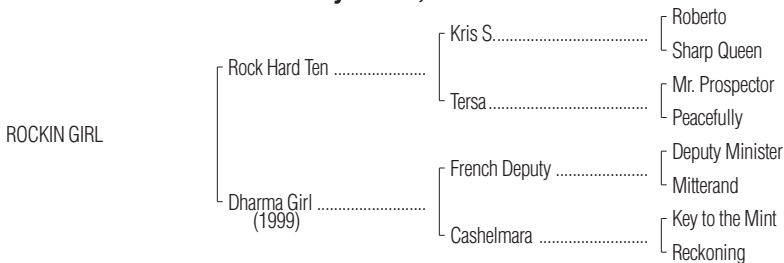 Roberto
Kris S.
Sharp Queen
Rock Hard Ten
Mr. Prospector
Tersa
Peacefully
ROCKIN GIRL
Deputy Minister
French Deputy
Mitterand
Dharma Girl
(1999)
Key to the Mint
Cashelmara
Reckoning